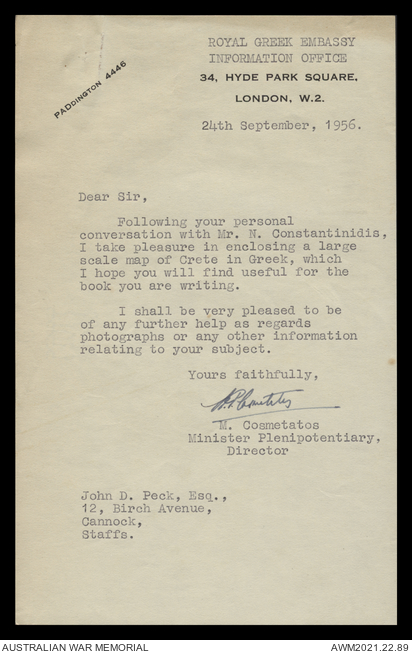 ROYAL GREEK EMBASSY
INFORMATION OFFICE
34, HYDE PARK SQUARE,
LONDON, W.2.
PADDINGTON 4446
24th September, 1956.
Dear Sir,
Following your personal
conversation with Mr. N. Constantinidis,
I take pleasure in enclosing a large
scale map of Crete in Greek, which
I hope you will find useful for the
book you are writing.
I shall be very pleased to be
of any further help as regards
photographs or any other information
relating to your subject.
Yours faithfully,
M. Cosmetatos
Minister Plenipotentiary,
Director
John D. Peck, Esq.,
12, Birch Avenue,
Cannock,
Staffs.
AUSTRALIAN WAR MEMORIAL
AWM2021.22.89